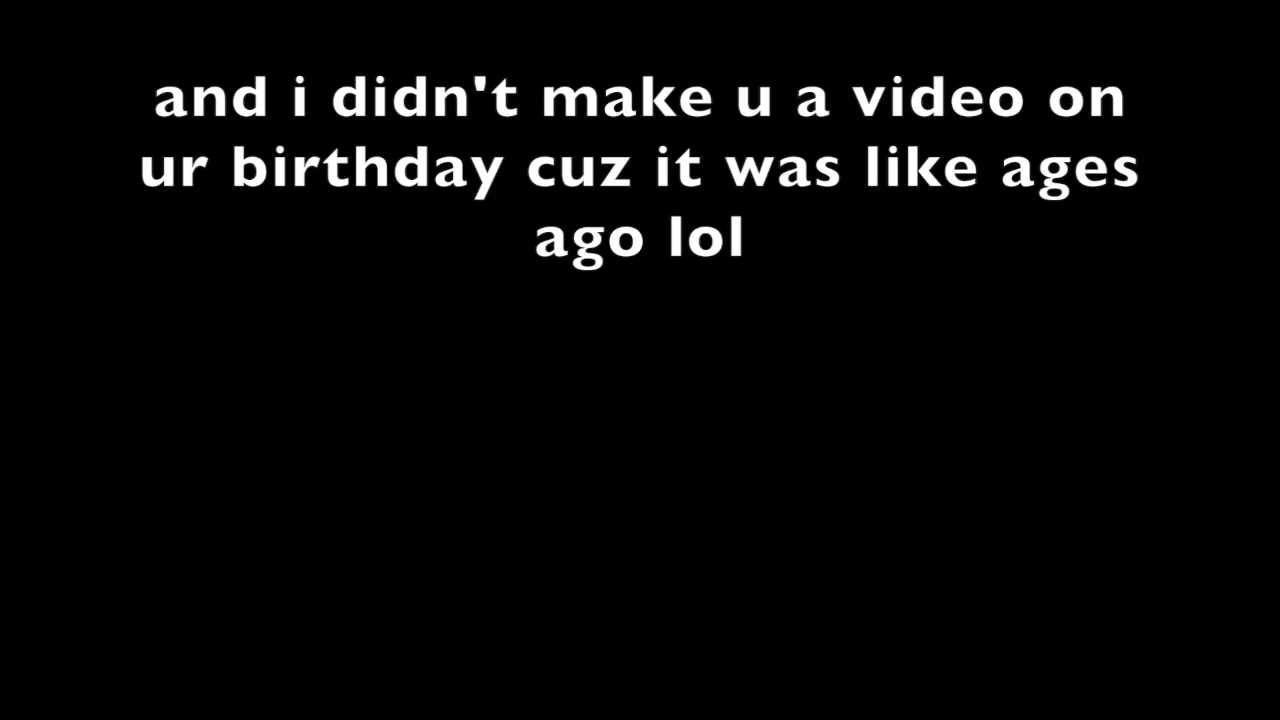 and i didn't make u a video on
ur birthday cuz it was like ages
ago lol